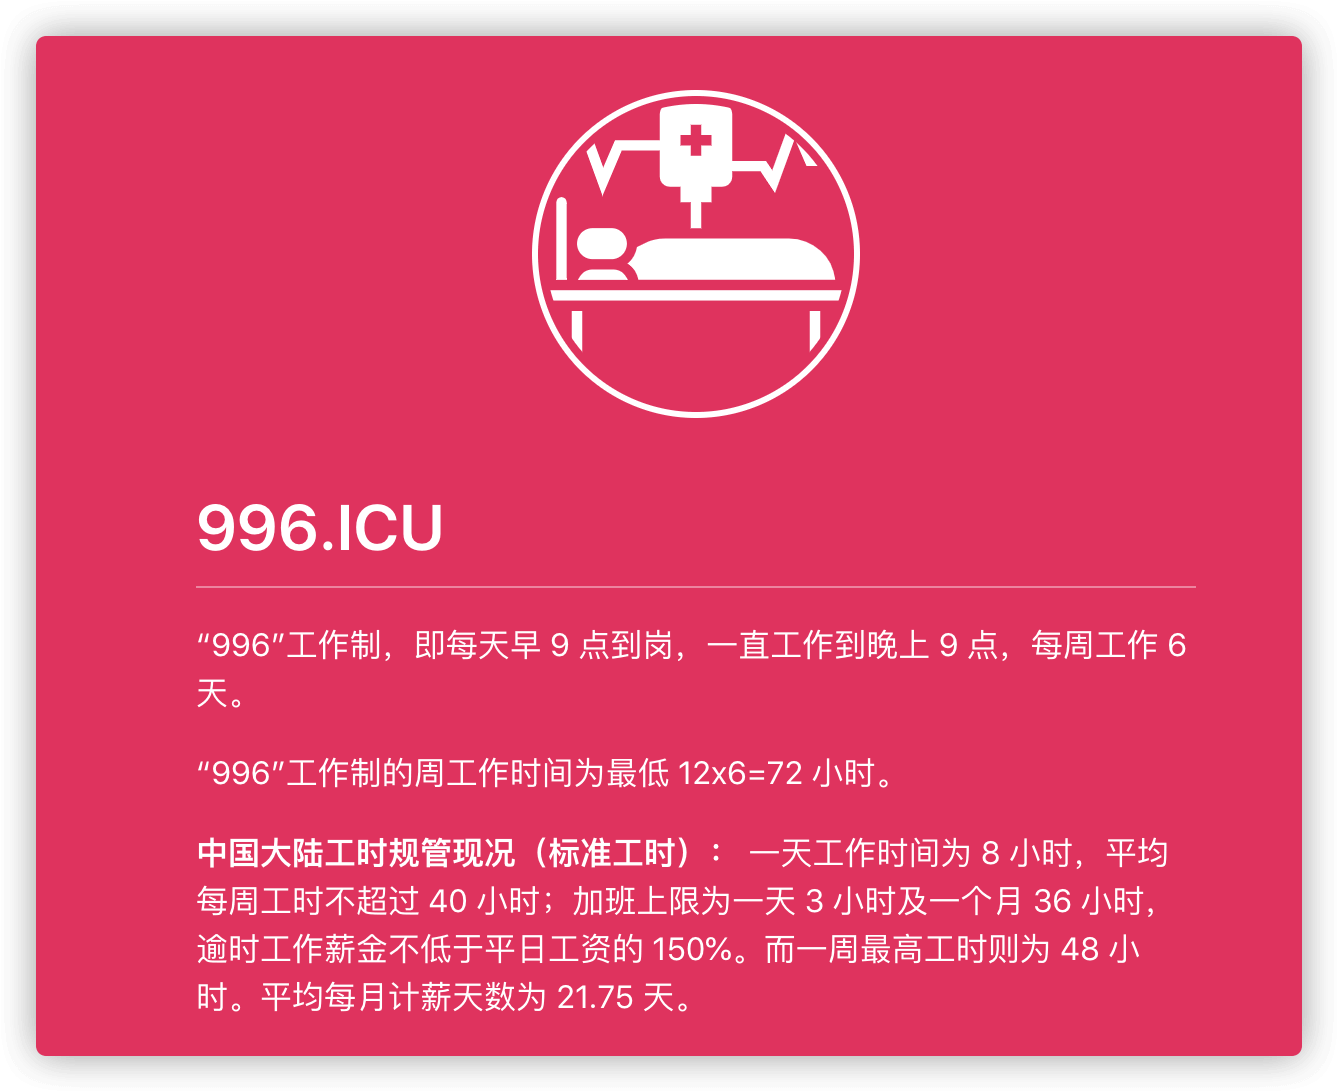 996.ICU
“996”工作制，即每天早 9 点到岗，一直工作到晚上 9 点，每周工作 6
天。
“996”工作制的周工作时间为最低 12x6=72 小时。
中国大陆工时规管现况（标准工时）： 一天工作时间为 8 小时，平均
每周工时不超过 40 小时；加班上限为一天 3 小时及一个月 36 小时，
逾时工作薪金不低于平日工资的 150%。而一周最高工时则为 48 小
时。平均每月计薪天数为 21.75 天。